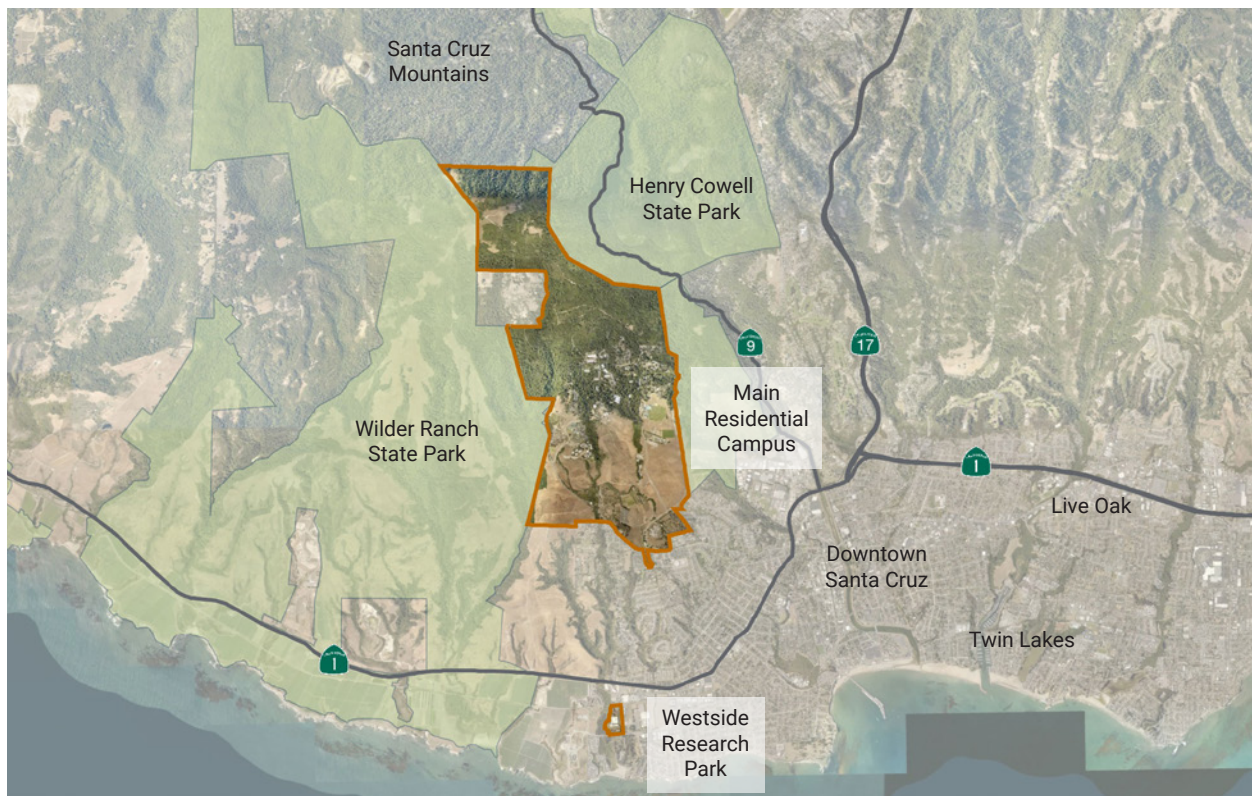 Santa Cruz
Mountains
Henry Cowell
State Park
9
17
Main
Residential
Campus
Wilder Ranch
State Park
1
Live Oak
Downtown
Santa Cruz
Twin Lakes
1
Westside
Research
Park